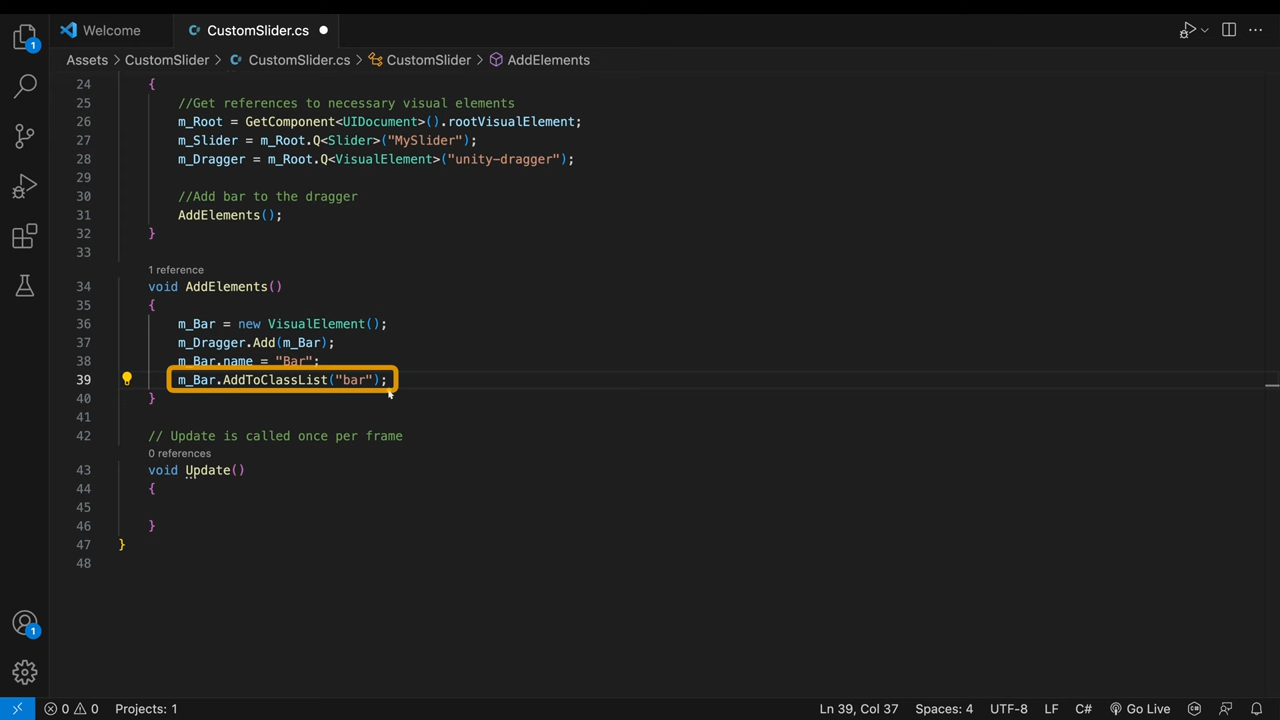 Welcome
C# CustomSlider.cs
1
Assets > CustomSlider > C# CustomSlider.cs > CustomSlider > AddElements
24 {
25 //Get references to necessary visual elements
26 m_Root = GetComponent<UIDocument>().rootVisualElement;
27 m_Slider = m_Root.Q<Slider>("MySlider");
28 m_Dragger = m_Root.Q<VisualElement>("unity-dragger");
29
30 //Add bar to the dragger
31 AddElements();
32 }
33
1 reference
34 void AddElements()
35 {
36 m_Bar = new VisualElement();
37 m_Dragger.Add(m_Bar);
38 m_Bar.name = "Bar";
39 m_Bar.AddToClassList("bar");
40 }
41
42 // Update is called once per frame
0 references
43 void Update()
44 {
45
46 }
47 }
48
1
0 0 Projects: 1 Ln 39, Col 37 Spaces: 4 UTF-8 LF C# Go Live